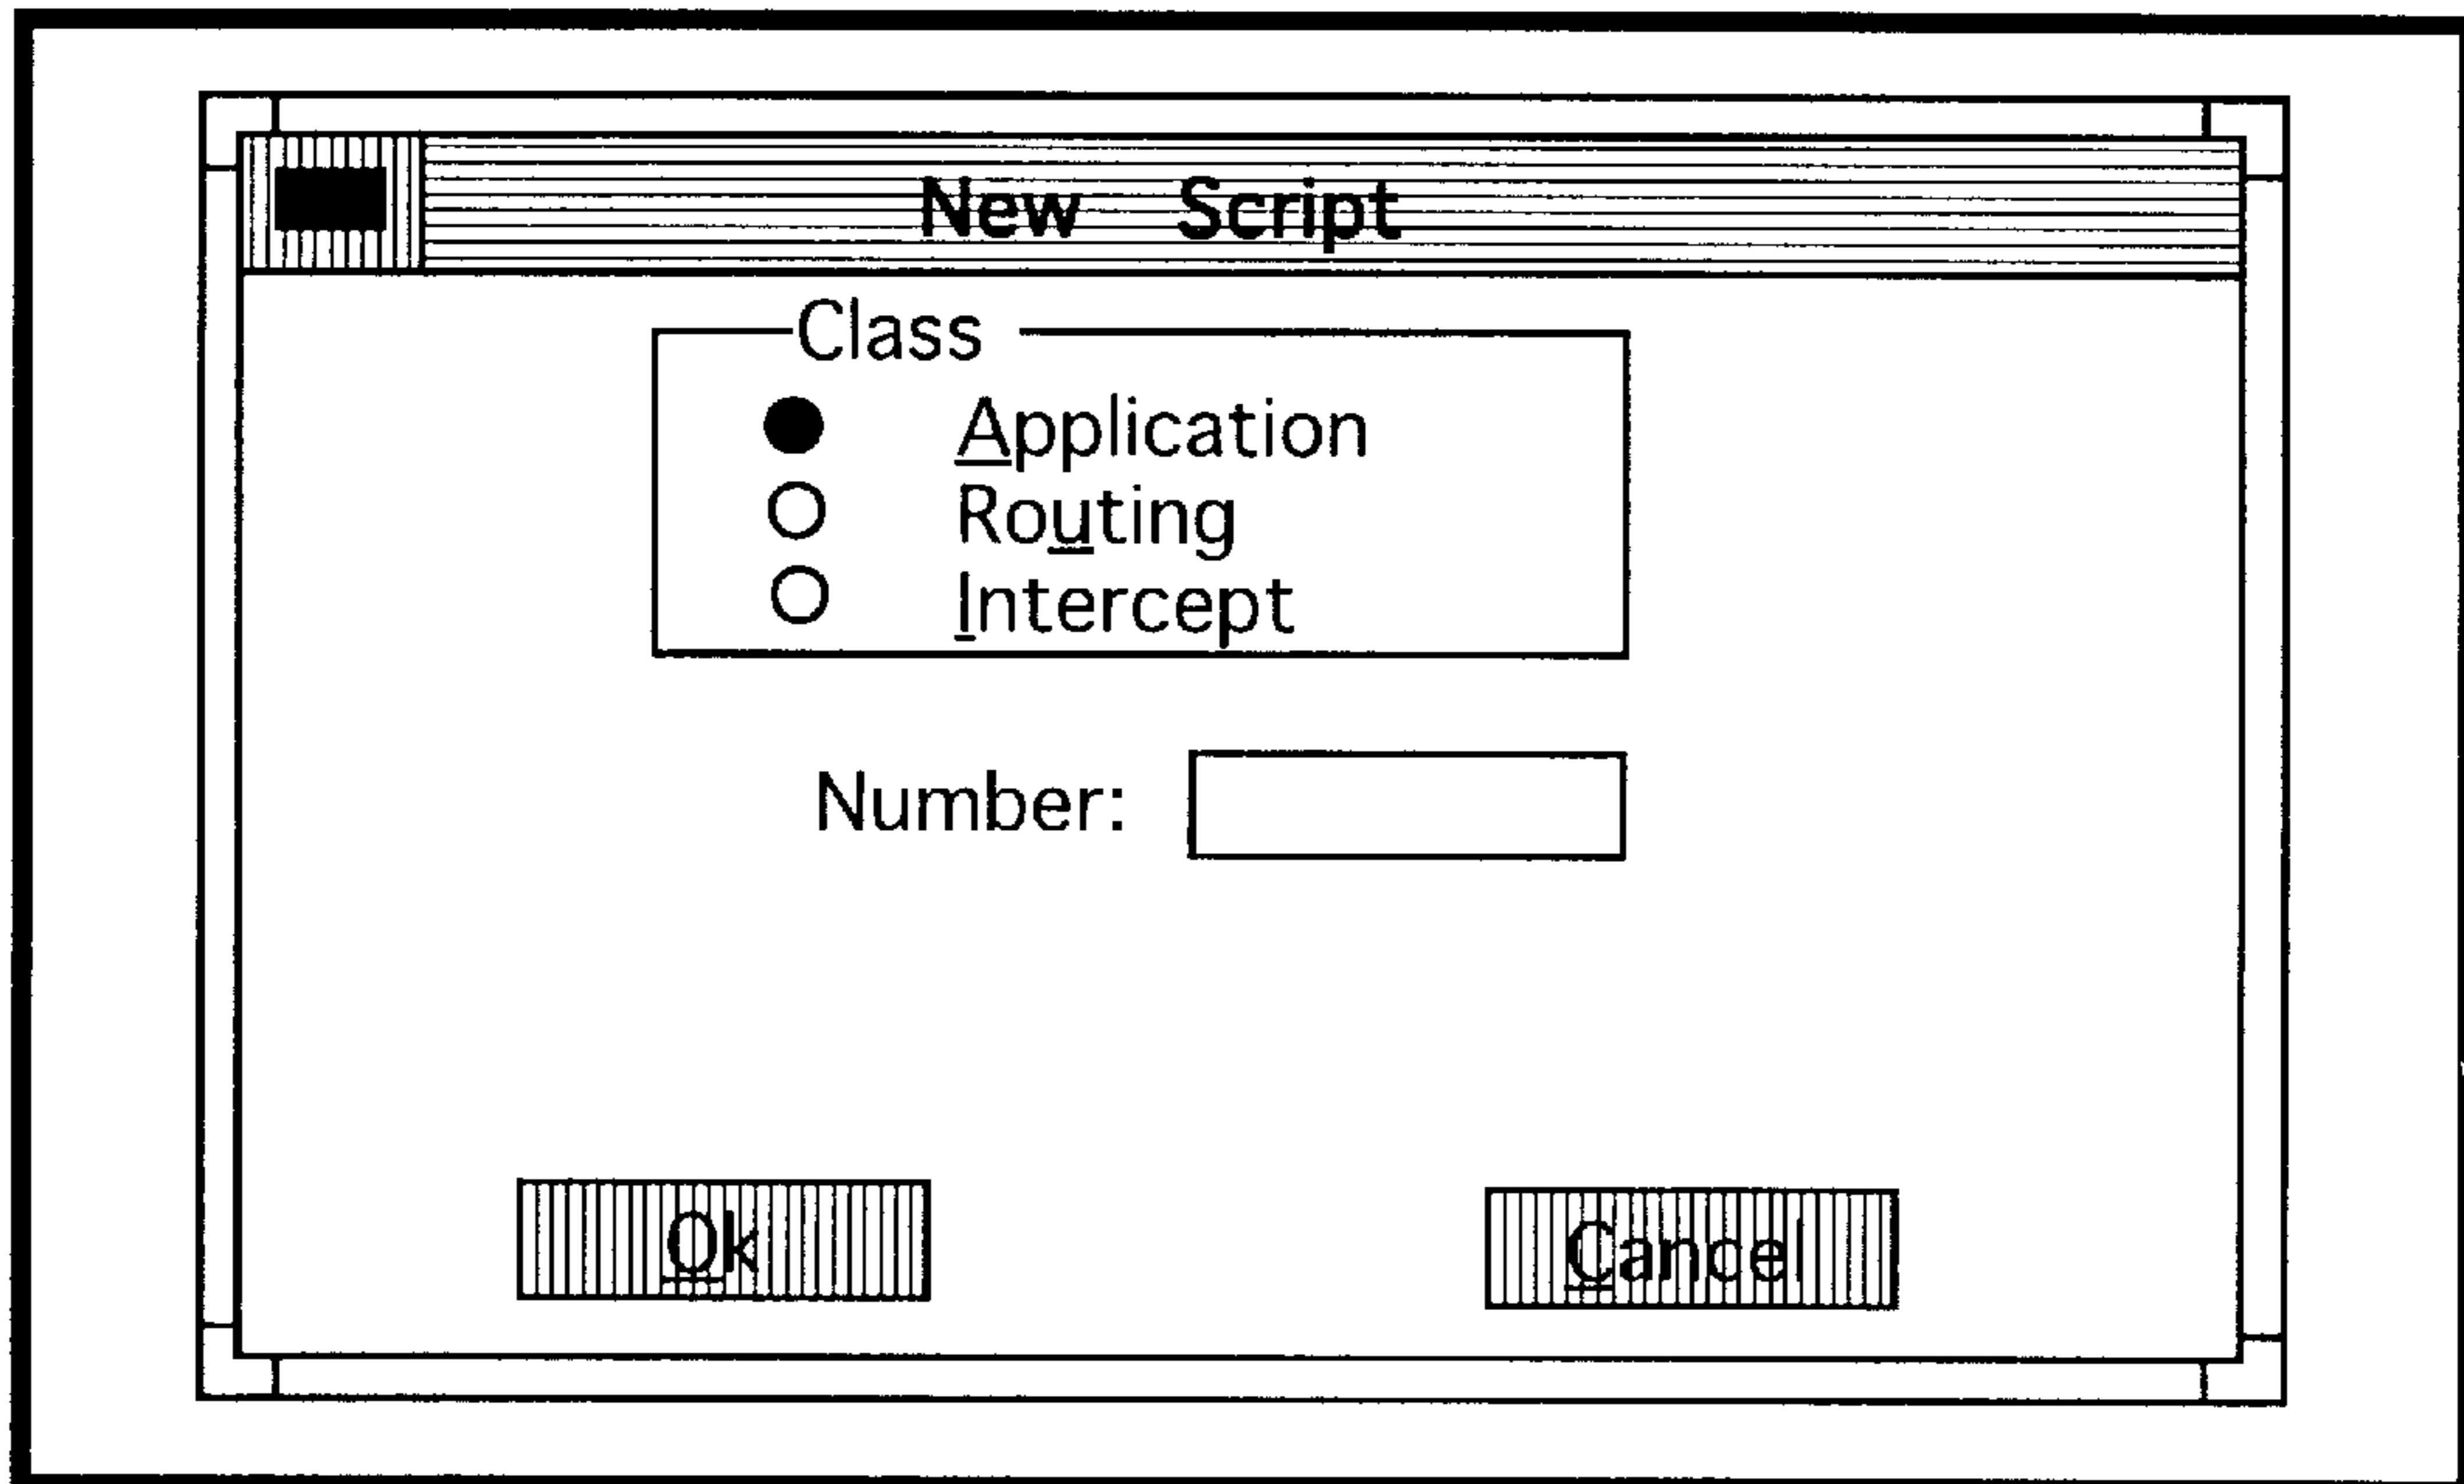 New Script
Class
Application
Routing
Intercept
Number:
Ok
Cancel